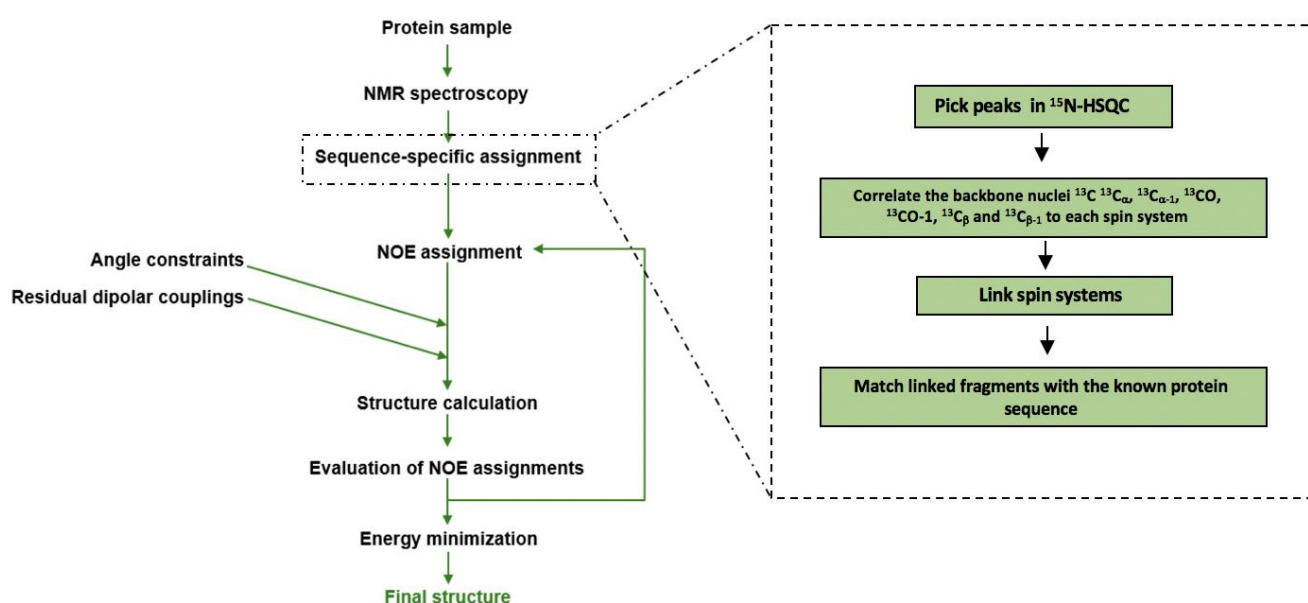 Protein sample
NMR spectroscopy
Sequence-specific assignment
NOE assignment
Angle constraints
Residual dipolar couplings
Structure calculation
Evaluation of NOE assignments
Energy minimization
Final structure
Pick peaks in ¹⁵N-HSQC
Correlate the backbone nuclei ¹³C ¹³Cα, ¹³Cα-1, ¹³CO,
¹³CO-1, ¹³Cβ and ¹³Cβ-1 to each spin system
Link spin systems
Match linked fragments with the known protein
sequence